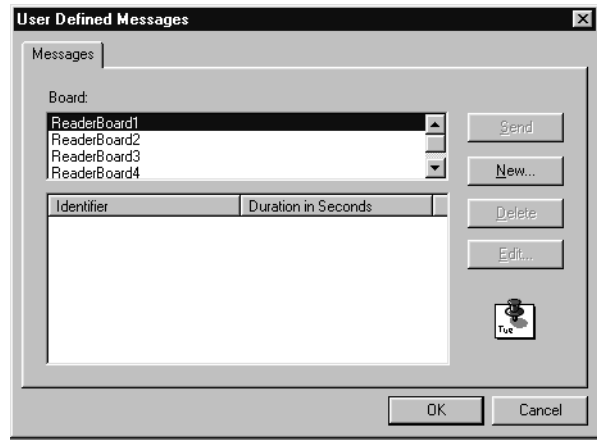 User Defined Messages
Messages
Board:
ReaderBoard1
ReaderBoard2
ReaderBoard3
ReaderBoard4
Send
New...
Identifier
Duration in Seconds
Delete
Edit...
Tue
OK
Cancel